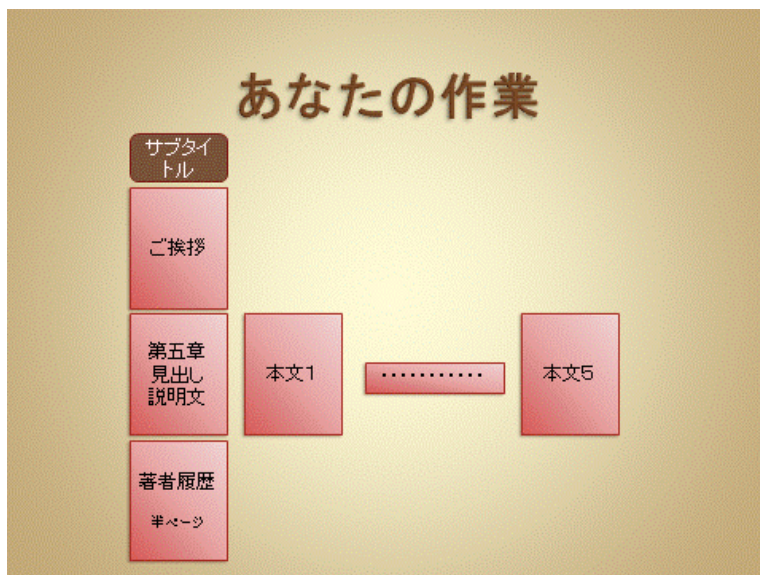 あなたの作業
サブタイ
トル
ご挨拶
第五章
見出し
説明文
本文1
･･･････････
本文5
著者履歴
半ページ